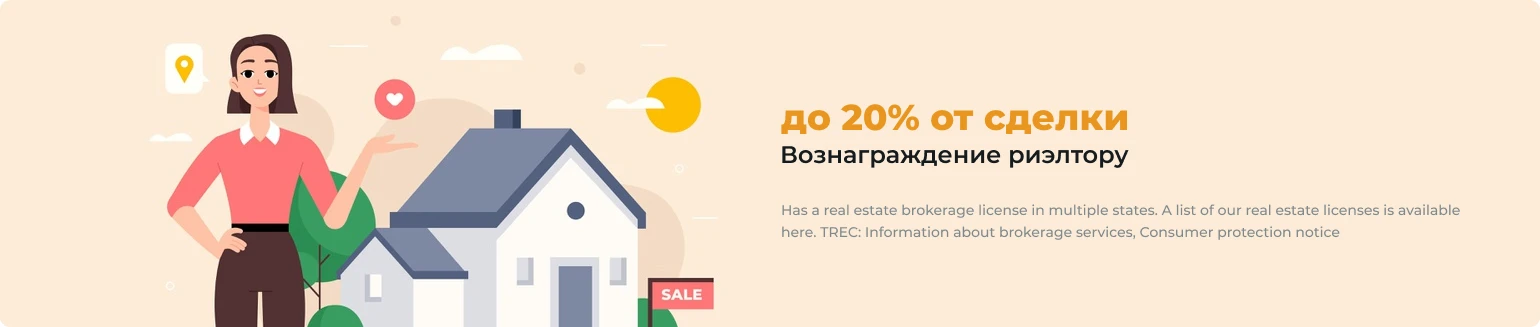 до 20% от сделки
Вознаграждение риэлтору
Has a real estate brokerage license in multiple states. A list of our real estate licenses is available
here. TREC: Information about brokerage services, Consumer protection notice
SALE